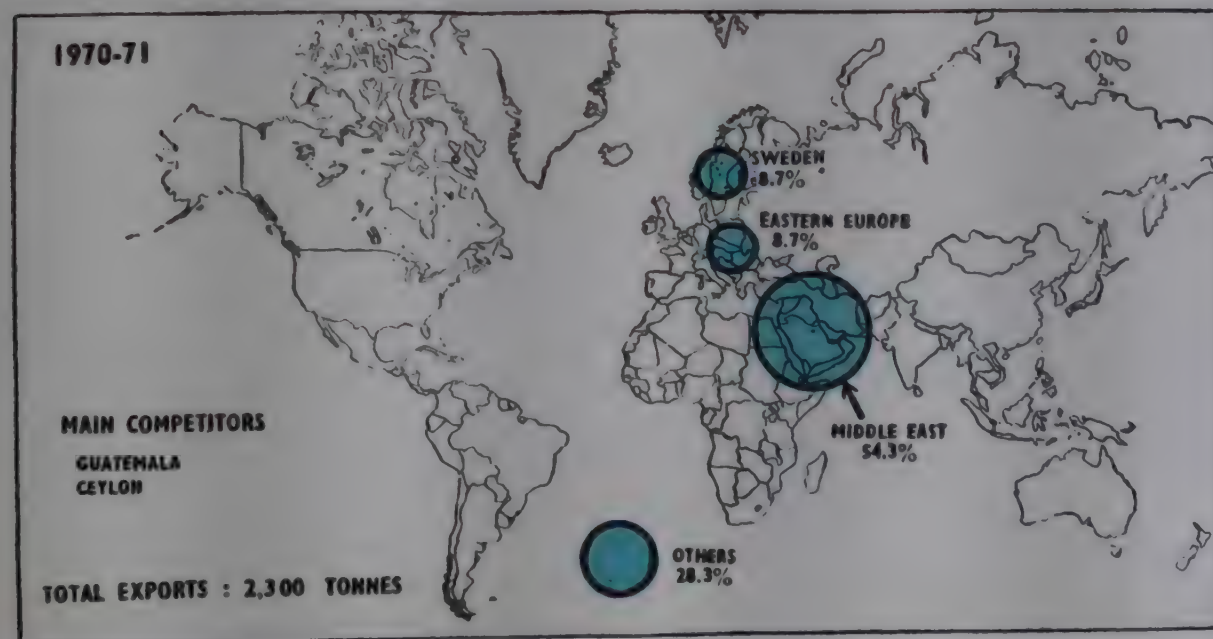 1970-71
SWEDEN
8.7%
EASTERN EUROPE
8.7%
MIDDLE EAST
54.3%
MAIN COMPETITORS
GUATEMALA
CEYLON
OTHERS
28.3%
TOTAL EXPORTS : 2,300 TONNES